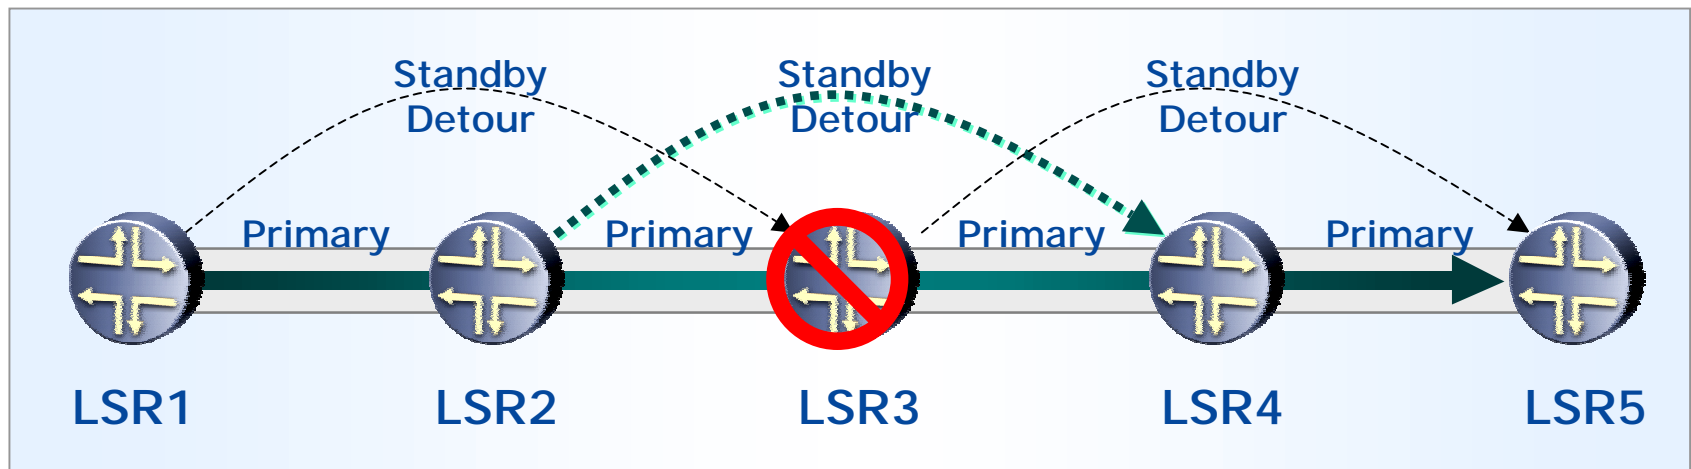 Standby
Detour
Standby
Detour
Standby
Detour
Primary
Primary
Primary
Primary
LSR1
LSR2
LSR3
LSR4
LSR5